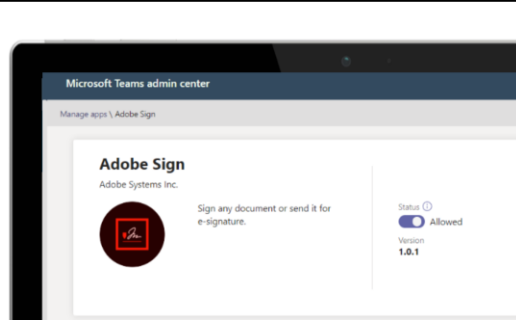 Microsoft Teams admin center
Manage apps \ Adobe Sign
Adobe Sign
Adobe Systems Inc.
Sign any document or send it for
e-signature.
Status
Allowed
Version
1.0.1